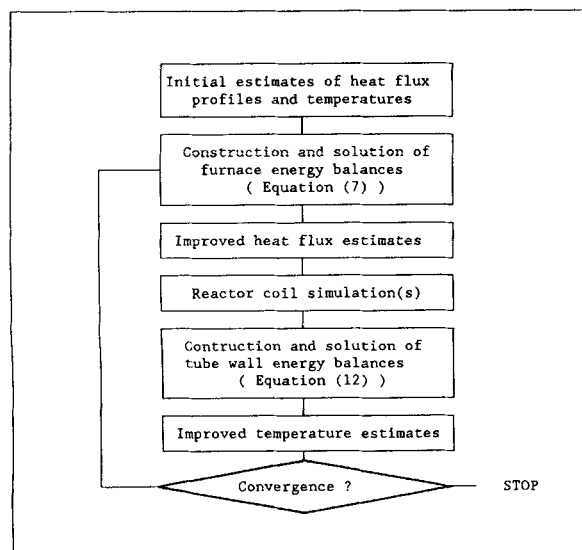 Initial estimates of heat flux
profiles and temperatures
Construction and solution of
furnace energy balances
( Equation (7) )
Improved heat flux estimates
Reactor coil simulation(s)
Contruction and solution of
tube wall energy balances
( Equation (12) )
Improved temperature estimates
Convergence ?
STOP